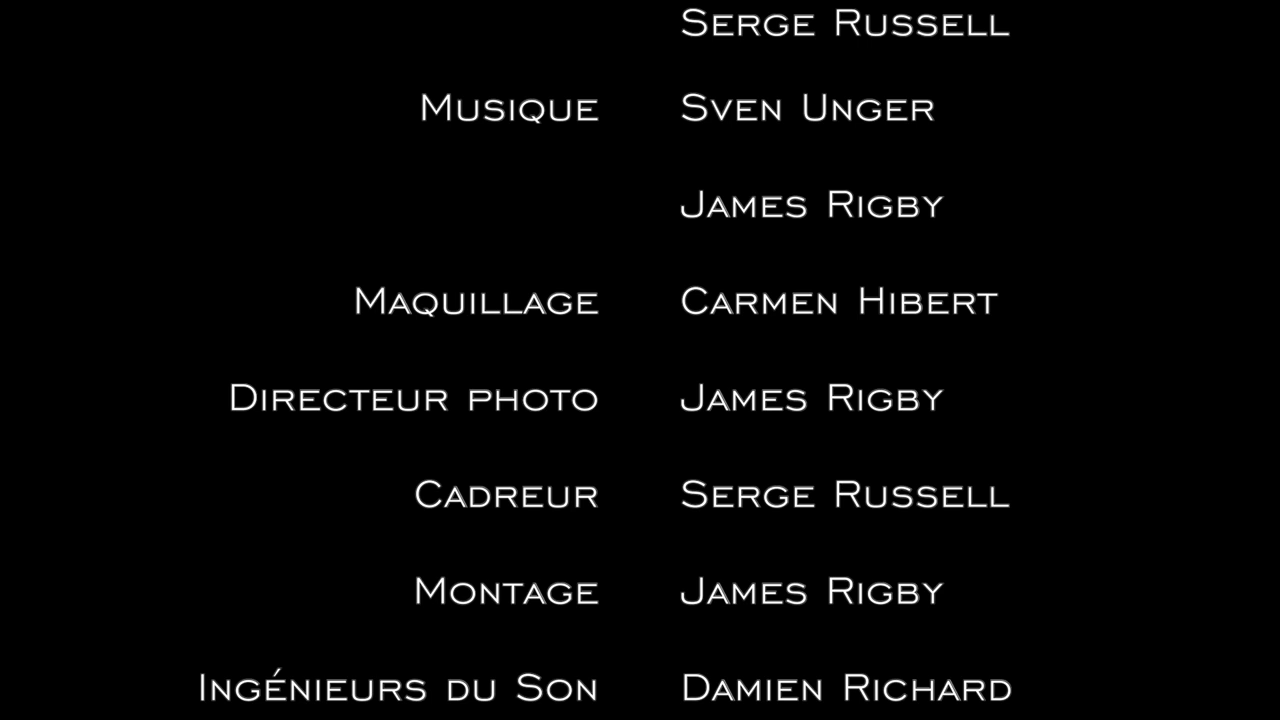 Serge Russell
Musique Sven Unger
James Rigby
Maquillage Carmen Hibert
Directeur photo James Rigby
Cadreur Serge Russell
Montage James Rigby
Ingénieurs du Son Damien Richard